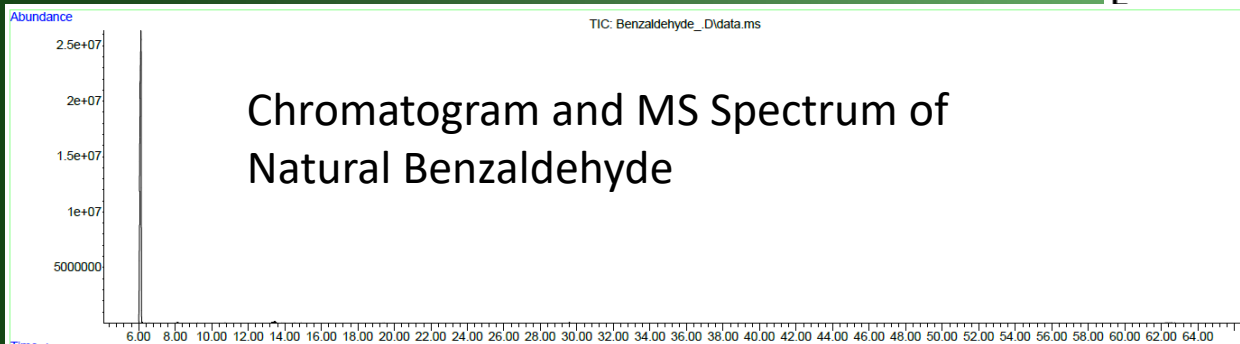 Abundance
TIC: Benzaldehyde_.D\data.ms
2.5e+07
2e+07
1.5e+07
1e+07
5000000
Chromatogram and MS Spectrum of
Natural Benzaldehyde
6.00 8.00 10.00 12.00 14.00 16.00 18.00 20.00 22.00 24.00 26.00 28.00 30.00 32.00 34.00 36.00 38.00 40.00 42.00 44.00 46.00 48.00 50.00 52.00 54.00 56.00 58.00 60.00 62.00 64.00